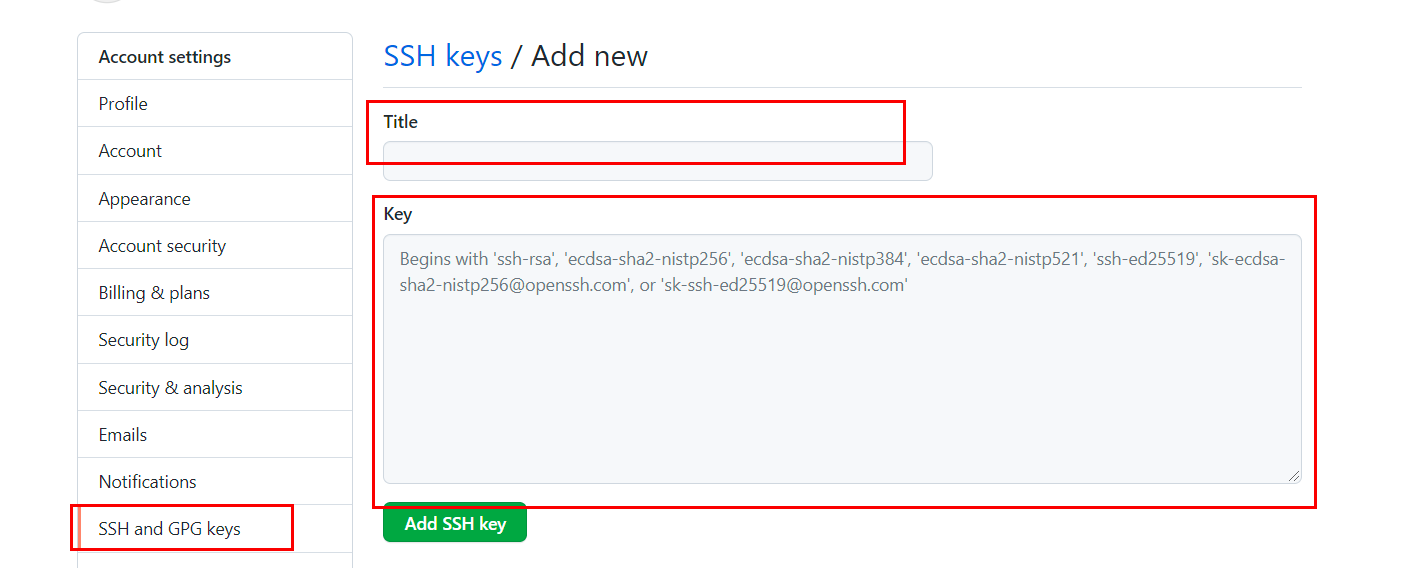 Account settings
Profile
Account
Appearance
Account security
Billing & plans
Security log
Security & analysis
Emails
Notifications
SSH and GPG keys
SSH keys / Add new
Title
Key
Begins with 'ssh-rsa', 'ecdsa-sha2-nistp256', 'ecdsa-sha2-nistp384', 'ecdsa-sha2-nistp521', 'ssh-ed25519', 'sk-ecdsa-
sha2-nistp256@openssh.com', or 'sk-ssh-ed25519@openssh.com'
Add SSH key